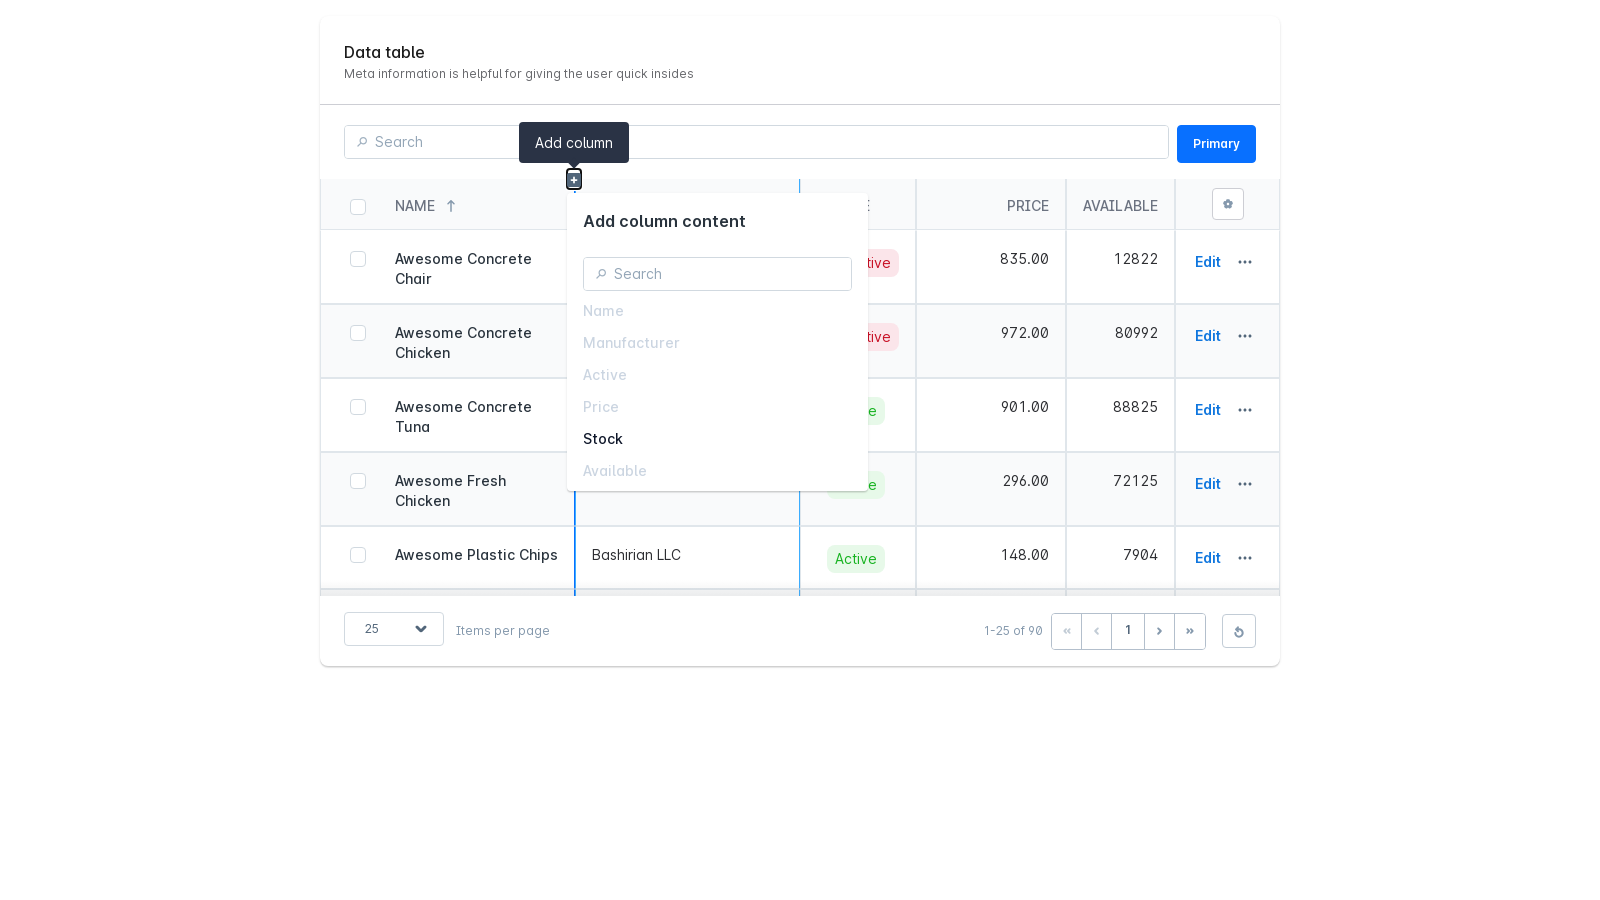 Data table
Meta information is helpful for giving the user quick insides
Search
Add column
Primary
NAME
PRICE
AVAILABLE
Add column content
Search
Name
Manufacturer
Active
Price
Stock
Available
Awesome Concrete
Chair
835.00
12822
Edit
Awesome Concrete
Chicken
972.00
80992
Edit
Awesome Concrete
Tuna
901.00
88825
Edit
Awesome Fresh
Chicken
296.00
72125
Edit
Awesome Plastic Chips
Bashirian LLC
Active
148.00
7904
Edit
25
Items per page
1-25 of 90
1